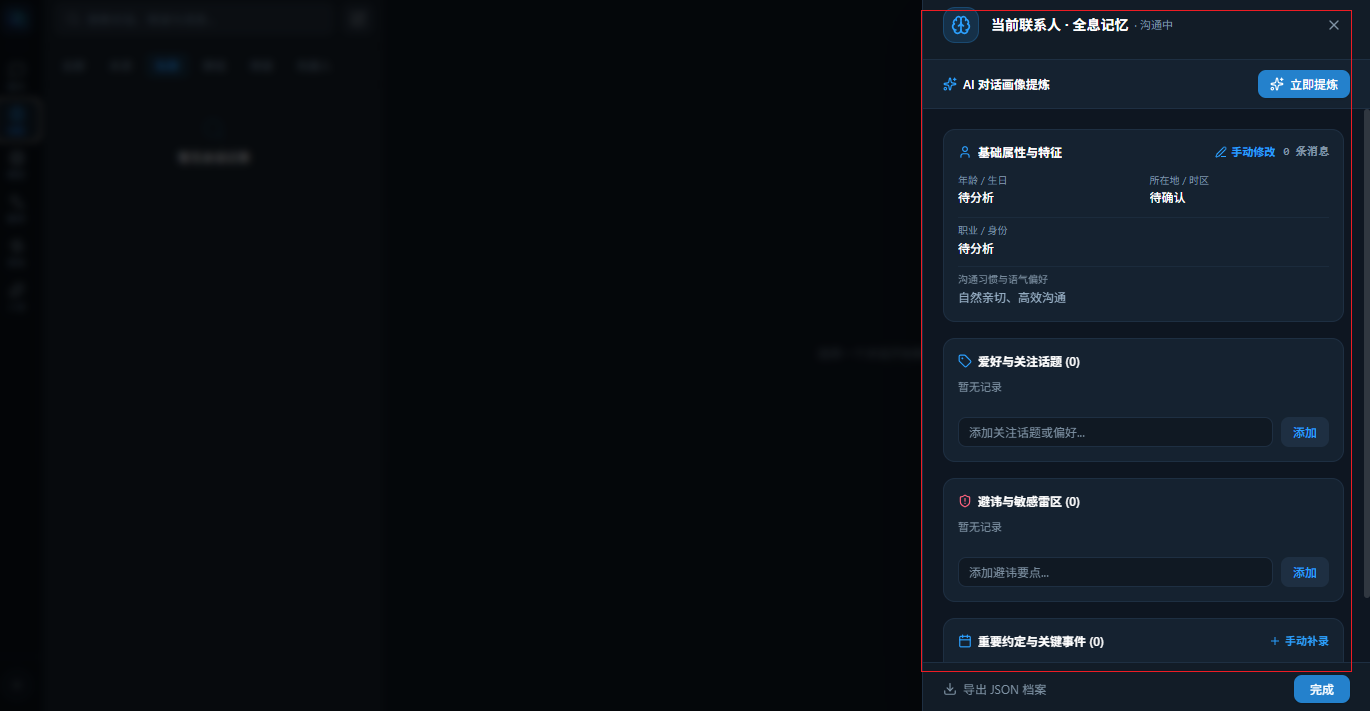 当前联系人 · 全息记忆 · 沟通中
AI 对话画像提炼
立即提炼
基础属性与特征
手动修改 0 条消息
年龄 / 生日
待分析
所在地 / 时区
待确认
职业 / 身份
待分析
沟通习惯与语气偏好
自然亲切、高效沟通
爱好与关注话题 (0)
暂无记录
添加关注话题或偏好...
添加
避讳与敏感雷区 (0)
暂无记录
添加避讳要点...
添加
重要约定与关键事件 (0)
+ 手动补录
导出 JSON 档案
完成